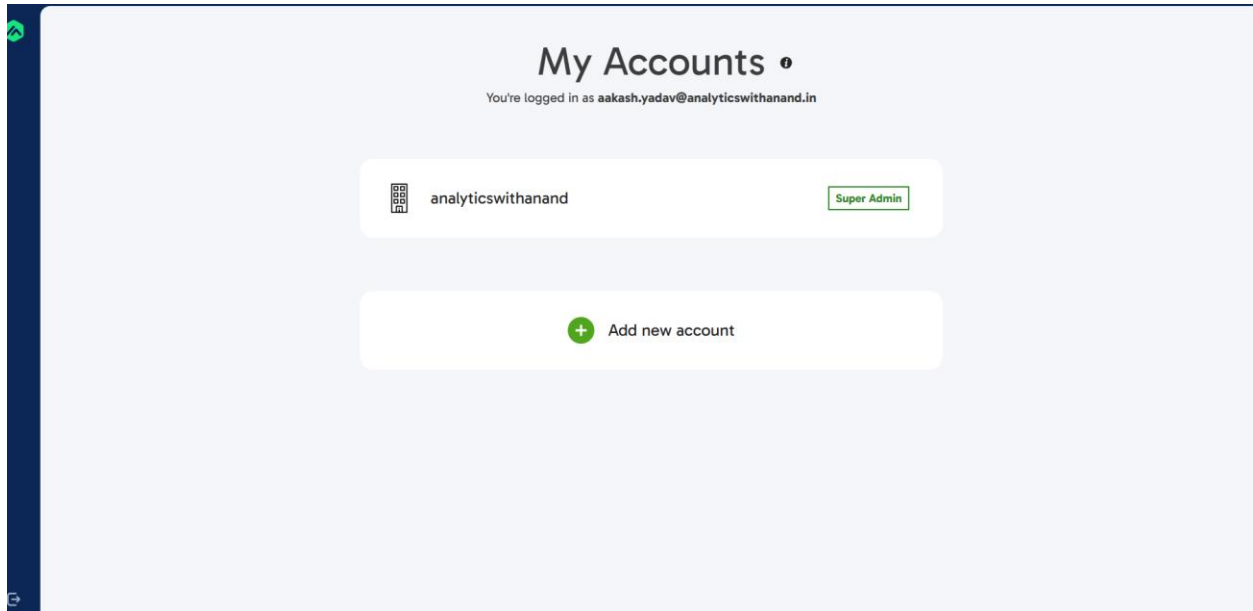 My Accounts
You're logged in as aakash.yadav@analyticswithanand.in
analyticswithanand
Super Admin
Add new account